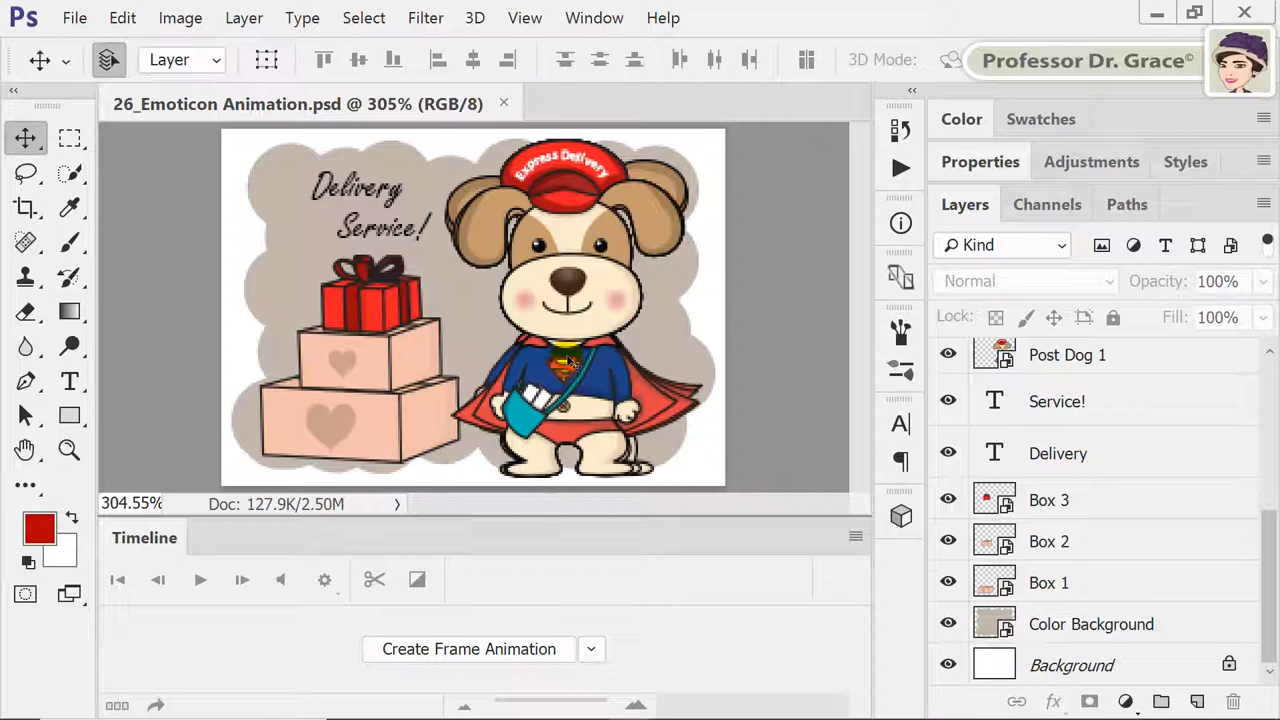 Ps File Edit Image Layer Type Select Filter 3D View Window Help
Layer 3D Mode: Professor Dr. Grace©
26_Emoticon Animation.psd @ 305% (RGB/8) ×
Color Swatches
Properties Adjustments Styles
Layers Channels Paths
Kind
Normal Opacity: 100%
Lock: Fill: 100%
Express Delivery
Delivery
Service!
Post Dog 1
Service!
Delivery
Box 3
Box 2
Box 1
Color Background
Background
304.55% Doc: 127.9K/2.50M
Timeline
Create Frame Animation